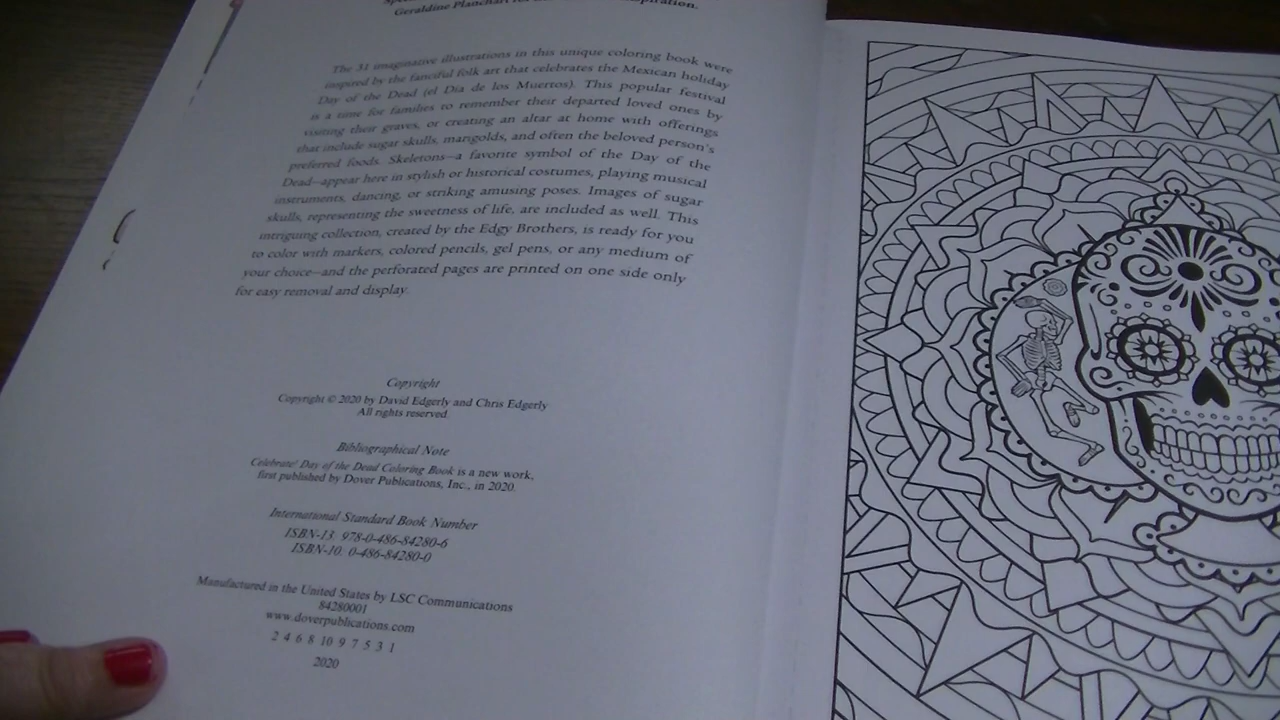 Geraldine Planchart for
The 31 imaginative illustrations in this unique coloring book were
inspired by the fanciful folk art that celebrates the Mexican holiday
Day of the Dead (el Día de los Muertos). This popular festival
is a time for families to remember their departed loved ones by
visiting their graves, or creating an altar at home with offerings
that include sugar skulls, marigolds, and often the beloved person's
preferred foods. Skeletons—a favorite symbol of the Day of the
Dead—appear here in stylish or historical costumes, playing musical
instruments, dancing, or striking amusing poses. Images of sugar
skulls, representing the sweetness of life, are included as well. This
intriguing collection, created by the Edgy Brothers, is ready for you
to color with markers, colored pencils, gel pens, or any medium of
your choice—and the perforated pages are printed on one side only
for easy removal and display.
Copyright
Copyright © 2020 by David Edgerly and Chris Edgerly
All rights reserved.
Bibliographical Note
Celebrate! Day of the Dead Coloring Book is a new work,
first published by Dover Publications, Inc., in 2020.
International Standard Book Number
ISBN-13: 978-0-486-84280-6
ISBN-10: 0-486-84280-0
Manufactured in the United States by LSC Communications
84280001
www.doverpublications.com
2 4 6 8 10 9 7 5 3 1
2020